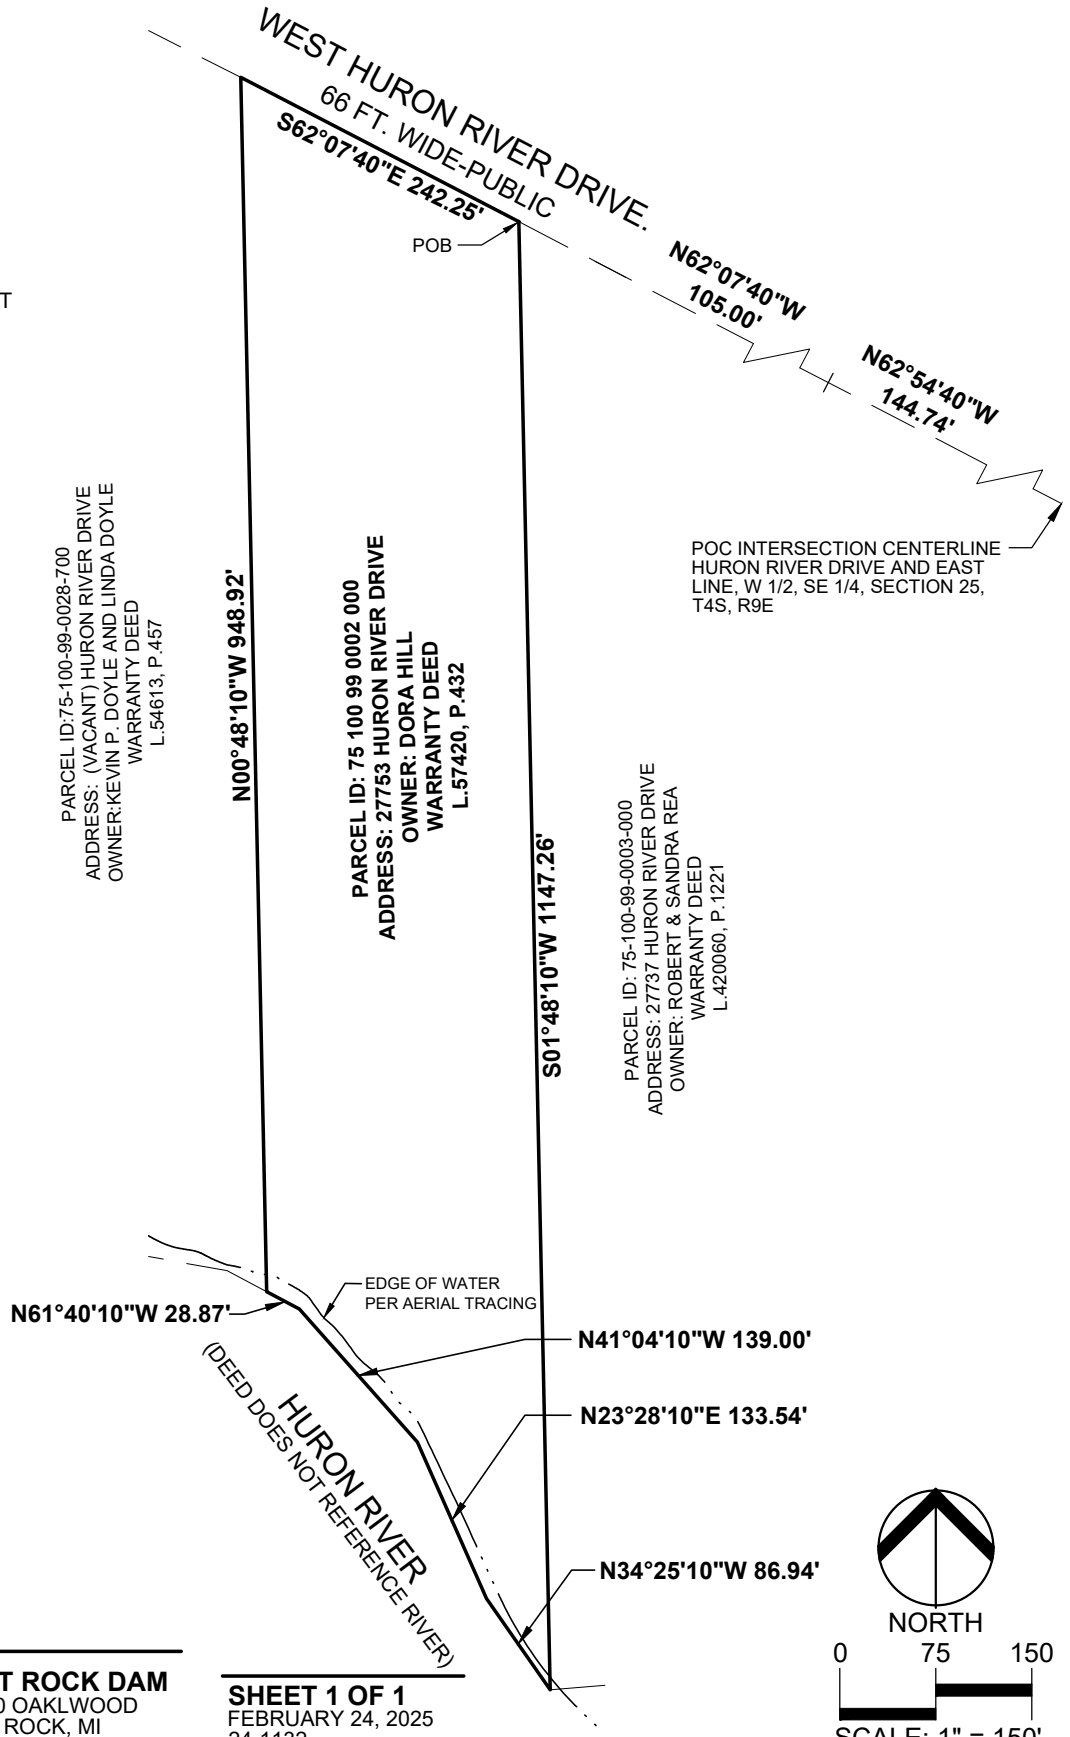 WEST HURON RIVER DRIVE.
66 FT. WIDE-PUBLIC
S62°07'40"E 242.25'
POB
N62°07'40"W
105.00'
N62°54'40"W
144.74'
T
POC INTERSECTION CENTERLINE
HURON RIVER DRIVE AND EAST
LINE, W 1/2, SE 1/4, SECTION 25,
T4S, R9E
PARCEL ID:75-100-99-0028-700
ADDRESS: (VACANT) HURON RIVER DRIVE
OWNER:KEVIN P. DOYLE AND LINDA DOYLE
WARRANTY DEED
L.54613, P.457
N00°48'10"W 948.92'
PARCEL ID: 75 100 99 0002 000
ADDRESS: 27753 HURON RIVER DRIVE
OWNER: DORA HILL
WARRANTY DEED
L.57420, P.432
S01°48'10"W 1147.26'
PARCEL ID: 75-100-99-0003-000
ADDRESS: 27737 HURON RIVER DRIVE
OWNER: ROBERT & SANDRA REA
WARRANTY DEED
L.420060, P.1221
EDGE OF WATER
PER AERIAL TRACING
N61°40'10"W 28.87'
N41°04'10"W 139.00'
N23°28'10"E 133.54'
N34°25'10"W 86.94'
HURON RIVER
(DEED DOES NOT REFERENCE RIVER)
NORTH
0 75 150
SCALE: 1" = 150'
T ROCK DAM
0 OAKLWOOD
ROCK, MI
SHEET 1 OF 1
FEBRUARY 24, 2025
24-1132